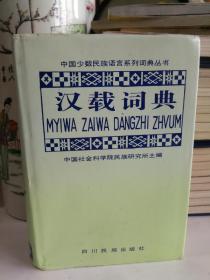 中国少数民族语言系列词典丛书
汉载词典
MYIWA ZAIWA DANGZHI ZHVUM
中国社会科学院民族研究所主编
四川民族出版社